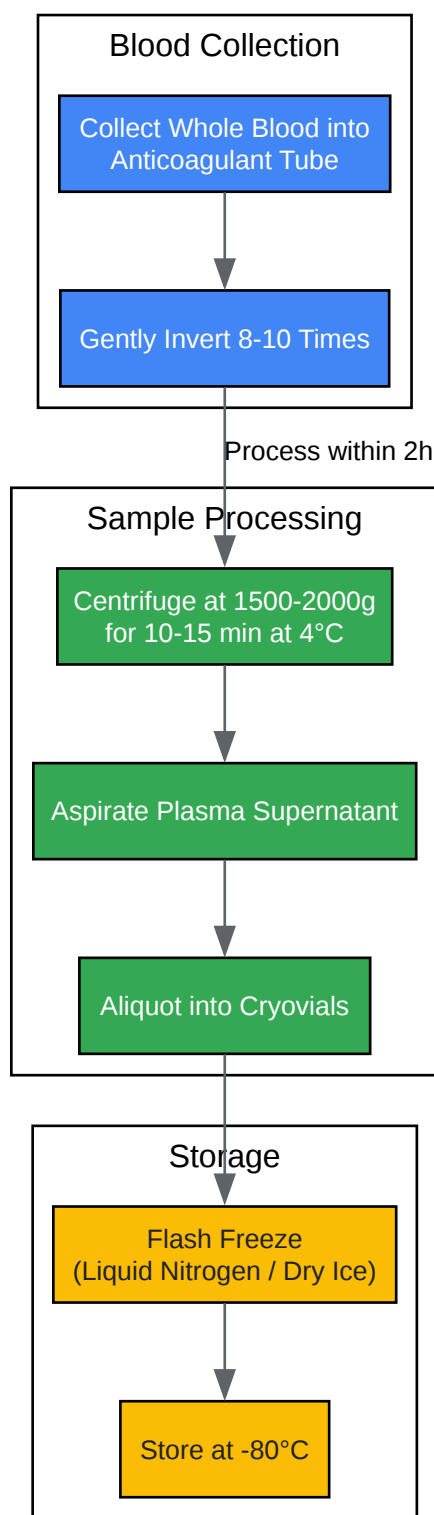 Blood Collection
Collect Whole Blood into
Anticoagulant Tube
Gently Invert 8-10 Times
Process within 2h
Sample Processing
Centrifuge at 1500-2000g
for 10-15 min at 4°C
Aspirate Plasma Supernatant
Aliquot into Cryovials
Storage
Flash Freeze
(Liquid Nitrogen / Dry Ice)
Store at -80°C